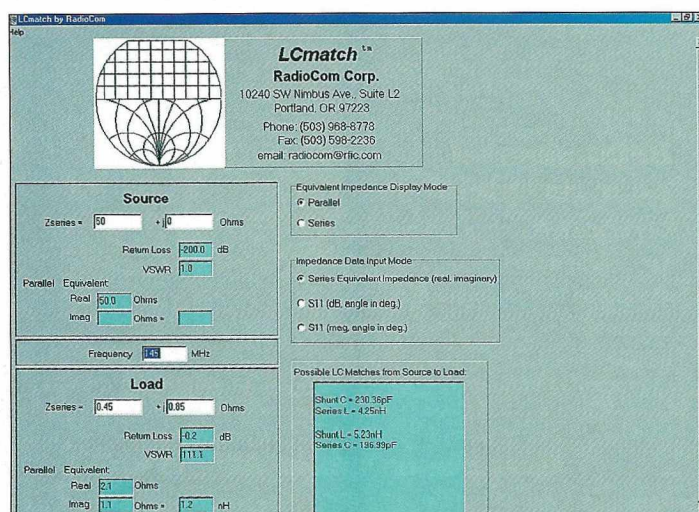 LCmatch by RadioCom
Help
LCmatch tm
RadioCom Corp.
10240 SW Nimbus Ave., Suite L2
Portland, OR 97223
Phone: (503) 968-8778
Fax: (503) 598-2236
email: radiocom@rfic.com
Source
Zseries = 50 + j 0 Ohms
Return Loss -200.0 dB
VSWR 1.0
Parallel Equivalent:
Real 50.0 Ohms
Imag Ohms =
Frequency 145 MHz
Load
Zseries = 0.45 + j 0.85 Ohms
Return Loss -0.2 dB
VSWR 111.1
Parallel Equivalent:
Real 2.1 Ohms
Imag 1.1 Ohms = 1.2 nH
Equivalent Impedance Display Mode
Parallel
Series
Impedance Data Input Mode
Series Equivalent Impedance (real, imaginary)
S11 (dB, angle in deg.)
S11 (mag, angle in deg.)
Possible LC Matches from Source to Load:
Shunt C = 230.36pF
Series L = 4.25nH
Shunt L = 5.23nH
Series C = 196.99pF